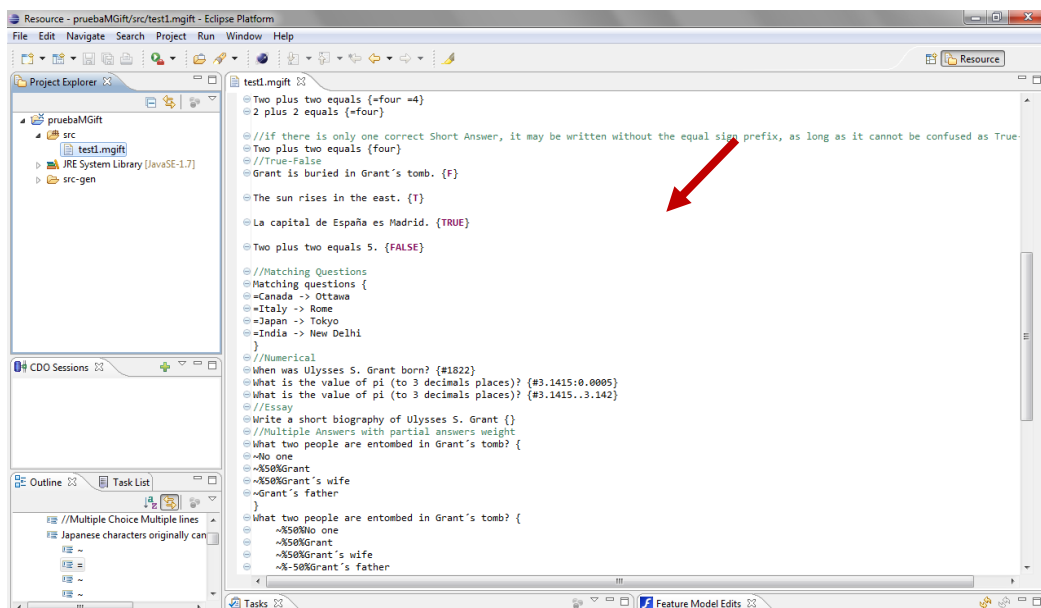 Resource - pruebaMGift/src/test1.mgift - Eclipse Platform
File Edit Navigate Search Project Run Window Help
Resource
Project Explorer
pruebaMGift
src
test1.mgift
JRE System Library [JavaSE-1.7]
src-gen
CDO Sessions
Outline Task List
//Multiple Choice Multiple lines
Japanese characters originally can
~
=
~
~
test1.mgift
Two plus two equals {=four =4}
2 plus 2 equals {=four}
//if there is only one correct Short Answer, it may be written without the equal sign prefix, as long as it cannot be confused as True-
Two plus two equals {four}
//True-False
Grant is buried in Grant´s tomb. {F}
The sun rises in the east. {T}
La capital de España es Madrid. {TRUE}
Two plus two equals 5. {FALSE}
//Matching Questions
Matching questions {
=Canada -> Ottawa
=Italy -> Rome
=Japan -> Tokyo
=India -> New Delhi
}
//Numerical
When was Ulysses S. Grant born? {#1822}
What is the value of pi (to 3 decimals places)? {#3.1415:0.0005}
What is the value of pi (to 3 decimals places)? {#3.1415..3.142}
//Essay
Write a short biography of Ulysses S. Grant {}
//Multiple Answers with partial answers weight
What two people are entombed in Grant´s tomb? {
~No one
~%50%Grant
~%50%Grant´s wife
~Grant´s father
}
What two people are entombed in Grant´s tomb? {
~%50%No one
~%50%Grant
~%50%Grant´s wife
~%-50%Grant´s father
Tasks
Feature Model Edits